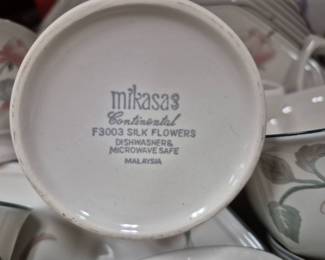 mikasa
Continental
F3003 SILK FLOWERS
DISHWASHER &
MICROWAVE SAFE
MALAYSIA